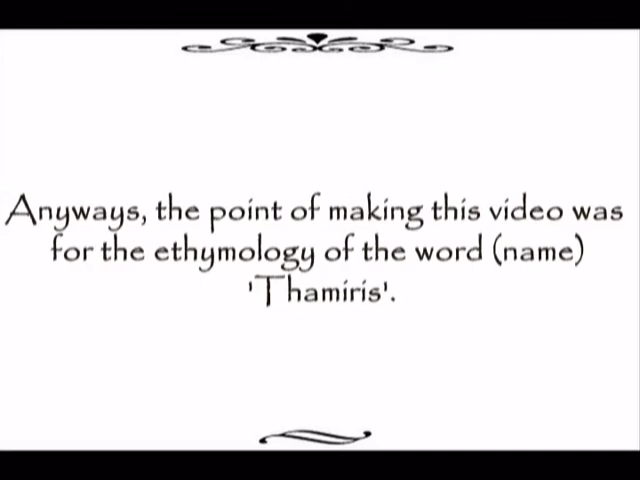 Anyways, the point of making this video was
for the ethymology of the word (name)
'Thamiris'.